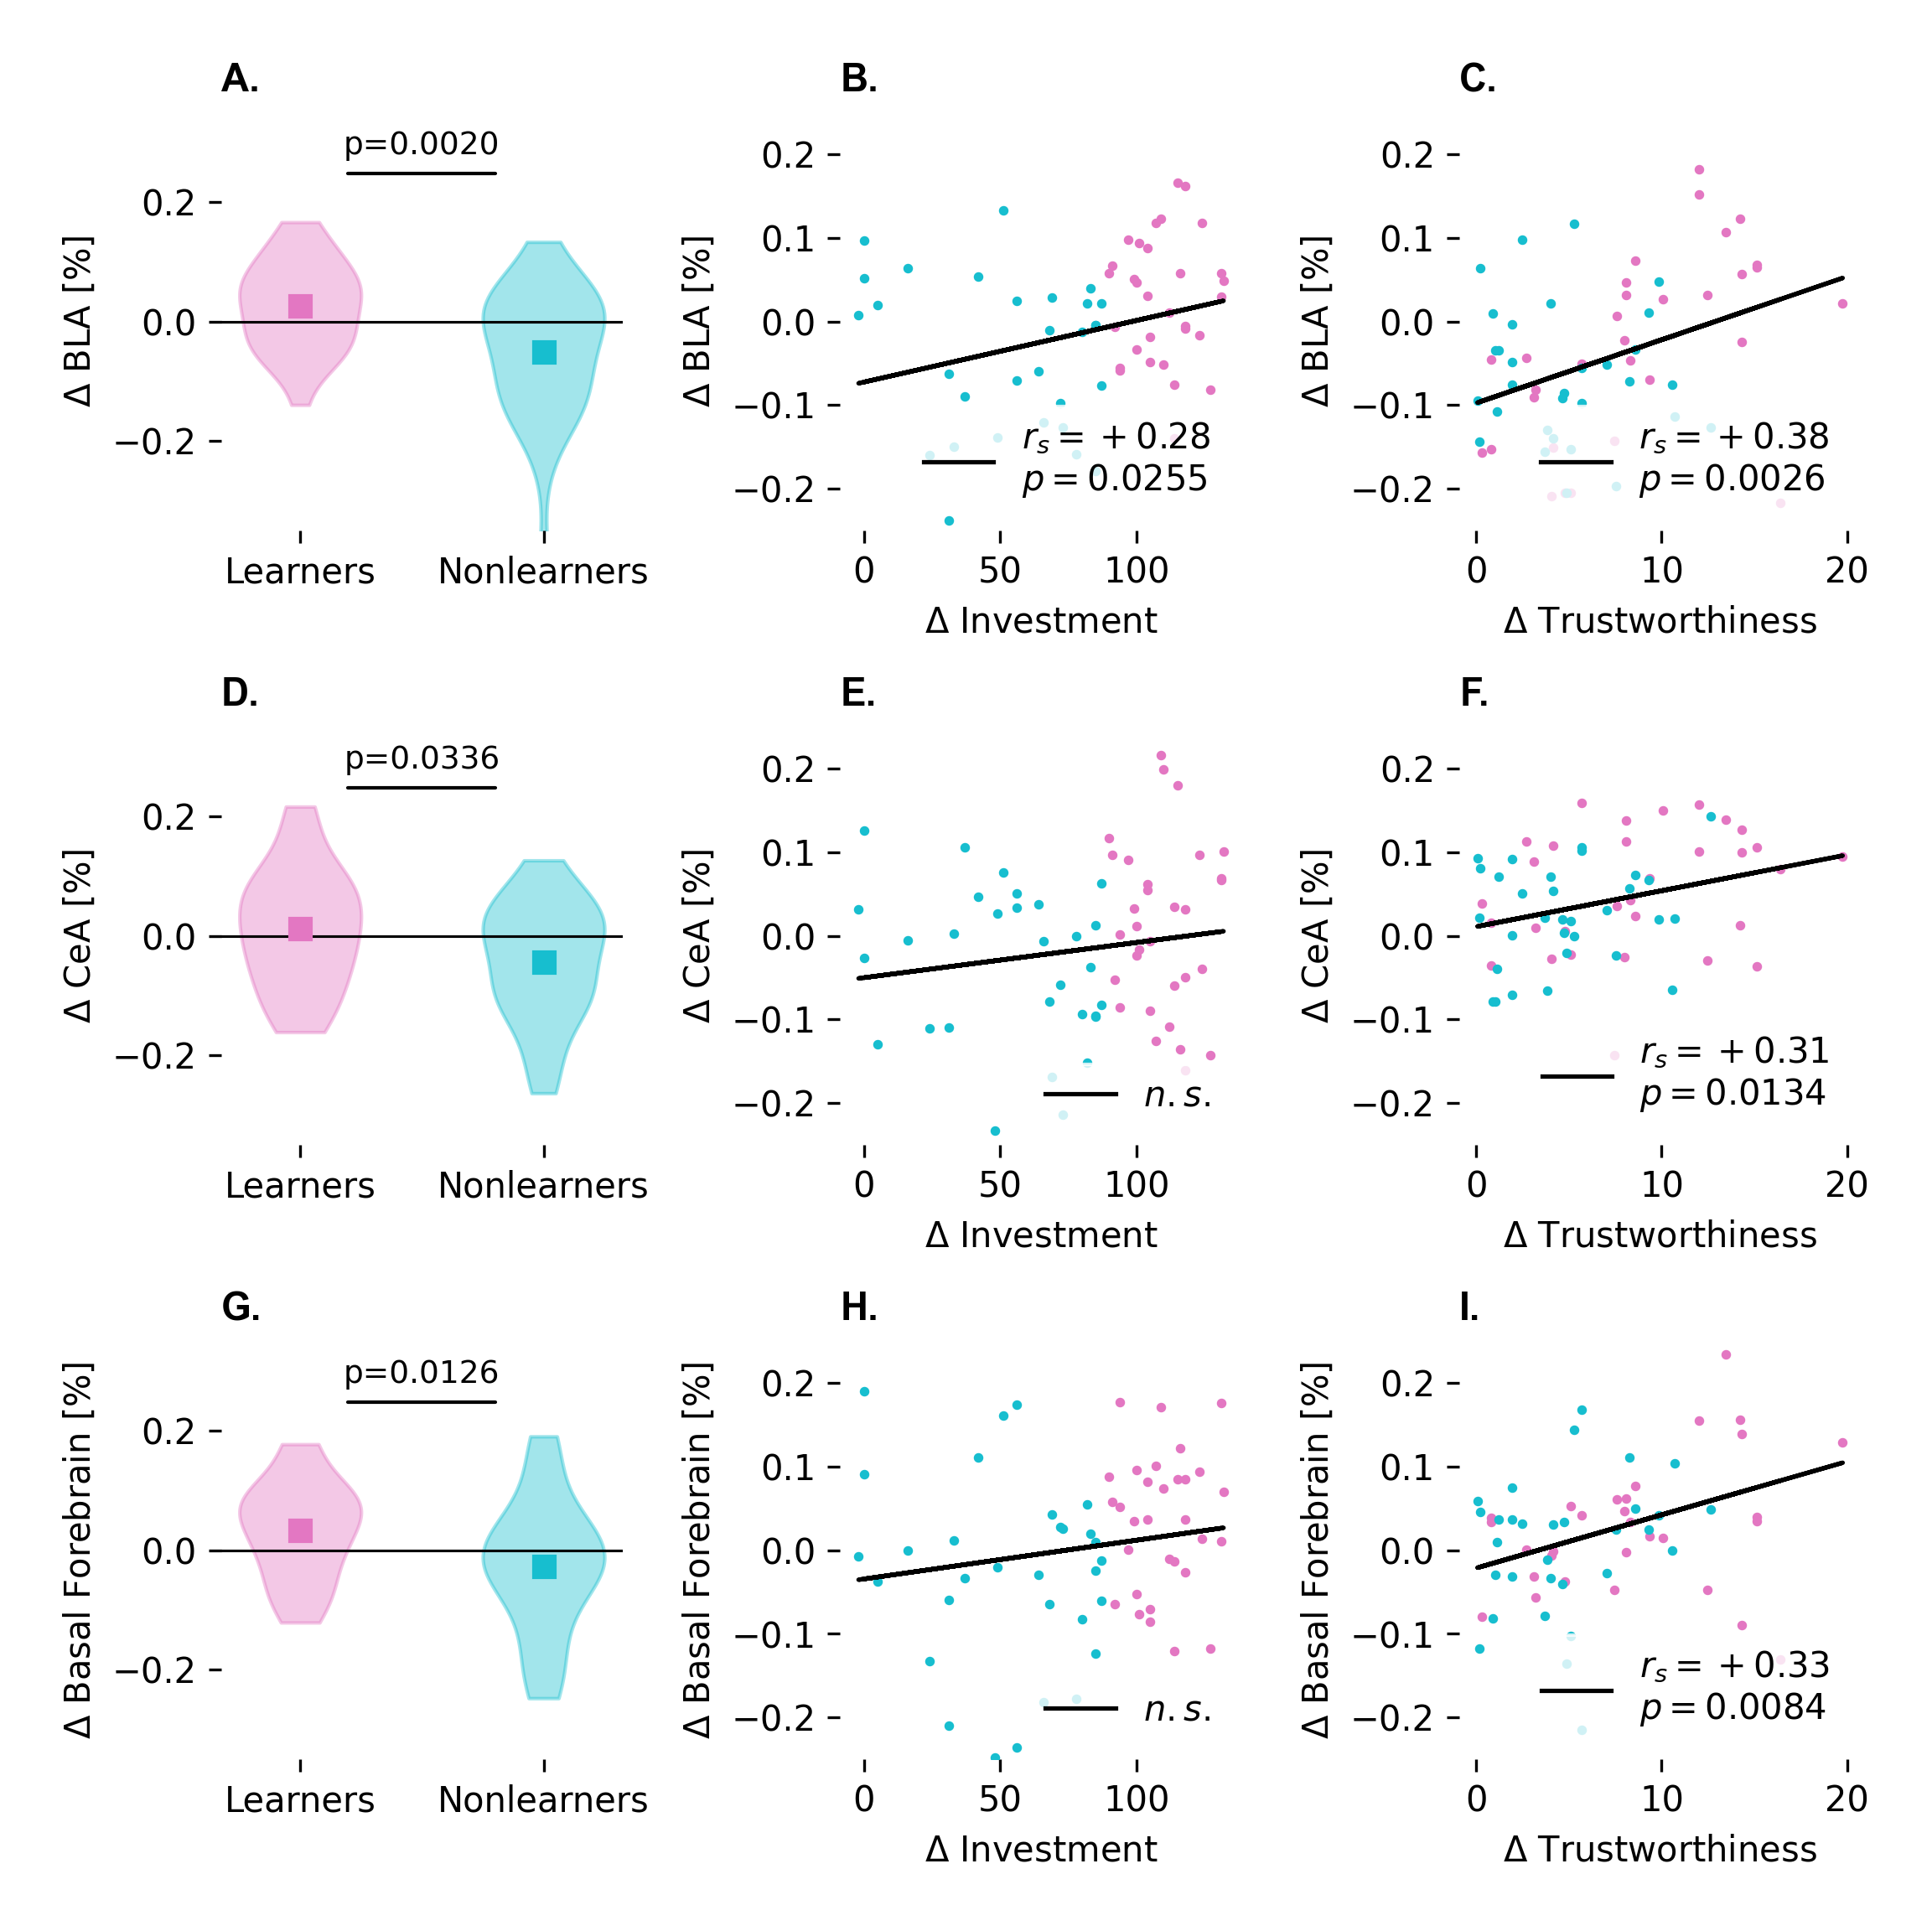 A.
p=0.0020
Δ BLA [%]
0.2
0.0
−0.2
Learners
Nonlearners
B.
Δ BLA [%]
0.2
0.1
0.0
−0.1
−0.2
rs = +0.28
p = 0.0255
0
50
100
Δ Investment
C.
Δ BLA [%]
0.2
0.1
0.0
−0.1
−0.2
rs = +0.38
p = 0.0026
0
10
20
Δ Trustworthiness
D.
p=0.0336
Δ CeA [%]
0.2
0.0
−0.2
Learners
Nonlearners
E.
Δ CeA [%]
0.2
0.1
0.0
−0.1
−0.2
n.s.
0
50
100
Δ Investment
F.
Δ CeA [%]
0.2
0.1
0.0
−0.1
−0.2
rs = +0.31
p = 0.0134
0
10
20
Δ Trustworthiness
G.
p=0.0126
Δ Basal Forebrain [%]
0.2
0.0
−0.2
Learners
Nonlearners
H.
Δ Basal Forebrain [%]
0.2
0.1
0.0
−0.1
−0.2
n.s.
0
50
100
Δ Investment
I.
Δ Basal Forebrain [%]
0.2
0.1
0.0
−0.1
−0.2
rs = +0.33
p = 0.0084
0
10
20
Δ Trustworthiness